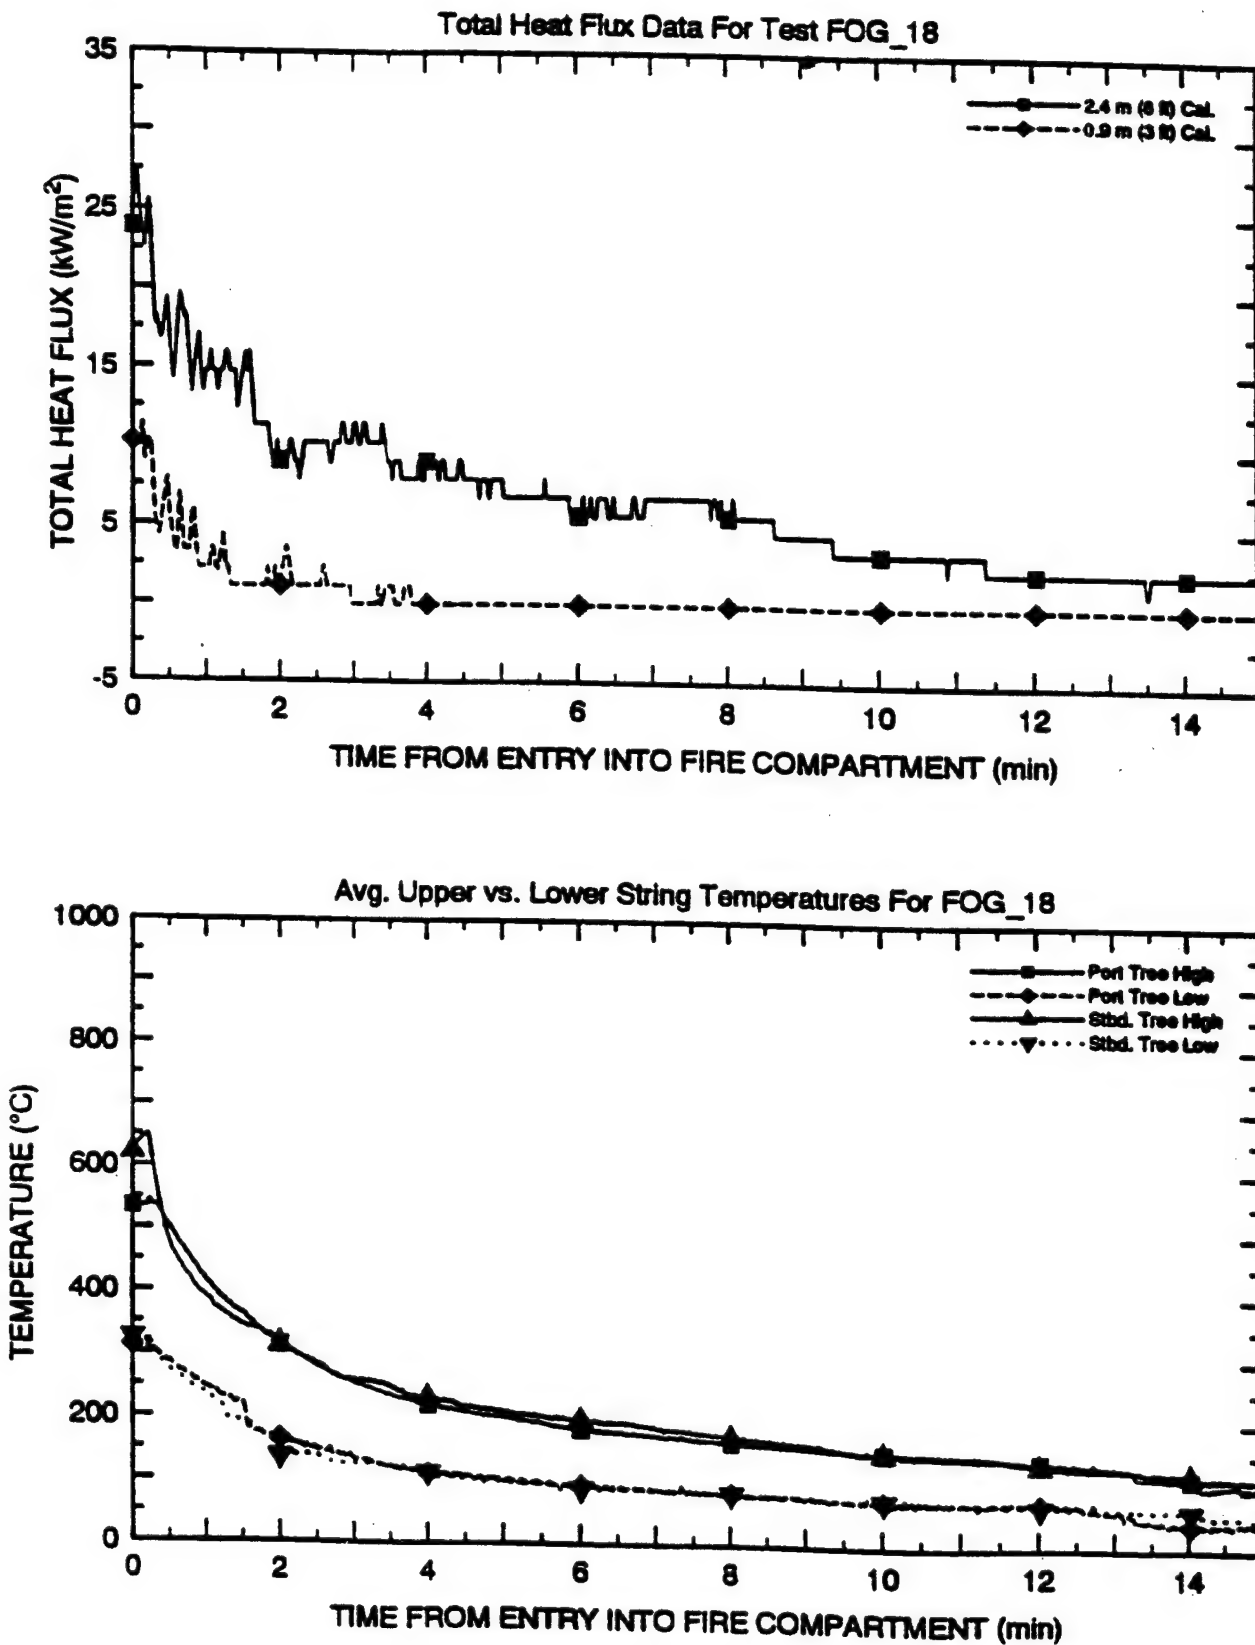 Total Heat Flux Data For Test FOG_18
35
25
15
5
-5
TOTAL HEAT FLUX (kW/m²)
2.4 m (8 ft) Cal.
0.9 m (3 ft) Cal.
0 2 4 6 8 10 12 14
TIME FROM ENTRY INTO FIRE COMPARTMENT (min)
Avg. Upper vs. Lower String Temperatures For FOG_18
1000
800
600
400
200
0
TEMPERATURE (°C)
Port Tree High
Port Tree Low
Stbd. Tree High
Stbd. Tree Low
0 2 4 6 8 10 12 14
TIME FROM ENTRY INTO FIRE COMPARTMENT (min)